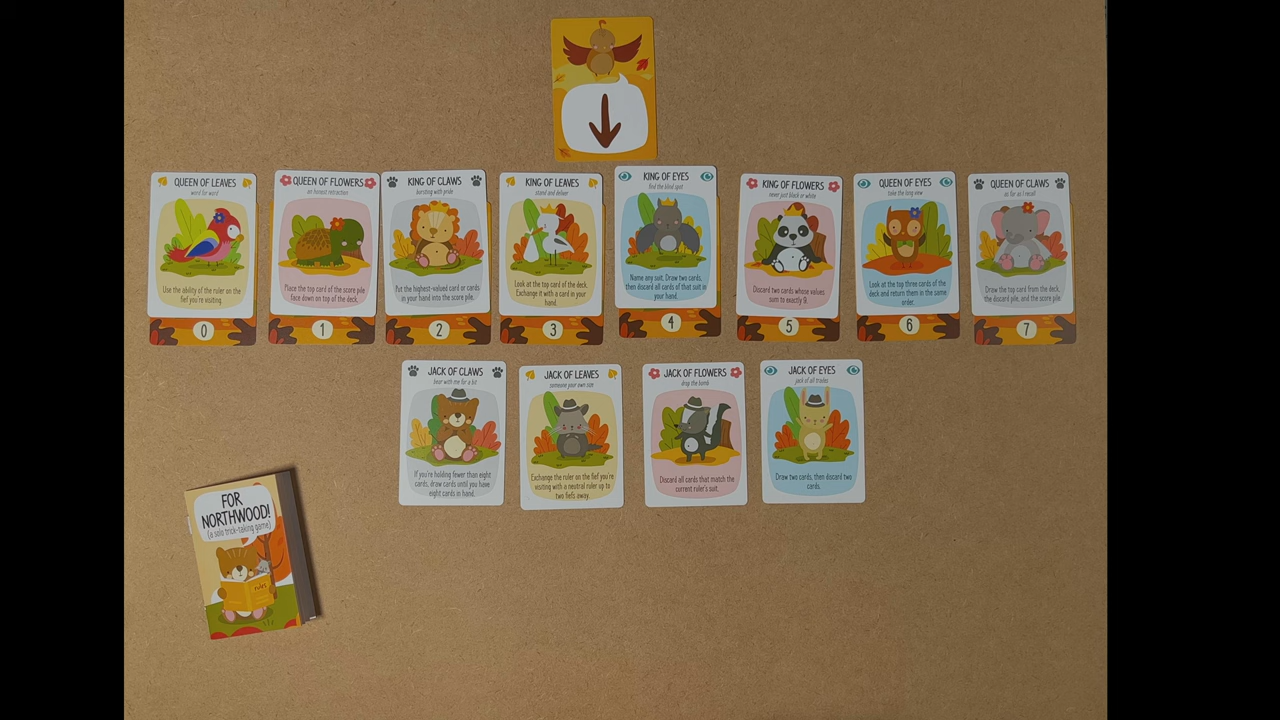 QUEEN OF LEAVES
word for word
Use the ability of the ruler on the
fief you're visiting.
0
QUEEN OF FLOWERS
an honest retraction
Place the top card of the score pile
face down on top of the deck.
1
KING OF CLAWS
bursting with pride
Put the highest-valued card or cards
in your hand into the score pile.
2
KING OF LEAVES
stand and deliver
Look at the top card of the deck.
Exchange it with a card in your
hand.
3
KING OF EYES
find the blind spot
Name any suit. Draw two cards,
then discard all cards of that suit in
your hand.
4
KING OF FLOWERS
never just black or white
Discard two cards whose values
sum to exactly 9.
5
QUEEN OF EYES
take the long view
Look at the top three cards of the
deck and return them in the same
order.
6
QUEEN OF CLAWS
as far as I recall
Draw the top card from the deck,
the discard pile, and the score pile.
7
JACK OF CLAWS
bear with me for a bit
If you're holding fewer than eight
cards, draw cards until you have
eight cards in hand.
JACK OF LEAVES
someone your own size
Exchange the ruler on the fief you're
visiting with a neutral ruler up to
two fiefs away.
JACK OF FLOWERS
drop the bomb
Discard all cards that match the
current ruler's suit.
JACK OF EYES
jack of all trades
Draw two cards, then discard two
cards.
FOR
NORTHWOOD!
(a solo trick-taking game)
rules